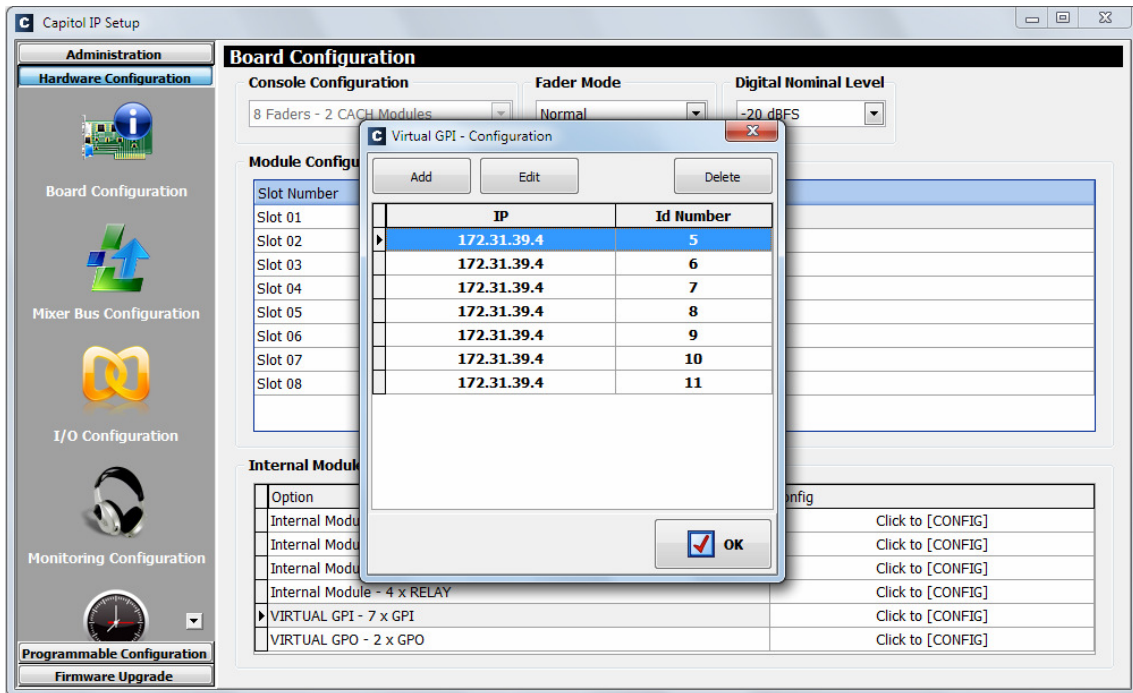 Capitol IP Setup
Administration
Hardware Configuration
Board Configuration
Mixer Bus Configuration
I/O Configuration
Monitoring Configuration
Programmable Configuration
Firmware Upgrade
Board Configuration
Console Configuration Fader Mode Digital Nominal Level
8 Faders - 2 CACH Modules Normal -20 dBFS
Module Configu
Slot Number
Slot 01
Slot 02
Slot 03
Slot 04
Slot 05
Slot 06
Slot 07
Slot 08
Virtual GPI - Configuration
Add Edit Delete
IP Id Number
172.31.39.4 5
172.31.39.4 6
172.31.39.4 7
172.31.39.4 8
172.31.39.4 9
172.31.39.4 10
172.31.39.4 11
OK
Internal Module
Option onfig
Internal Modu Click to [CONFIG]
Internal Modu Click to [CONFIG]
Internal Modu Click to [CONFIG]
Internal Module - 4 x RELAY Click to [CONFIG]
VIRTUAL GPI - 7 x GPI Click to [CONFIG]
VIRTUAL GPO - 2 x GPO Click to [CONFIG]